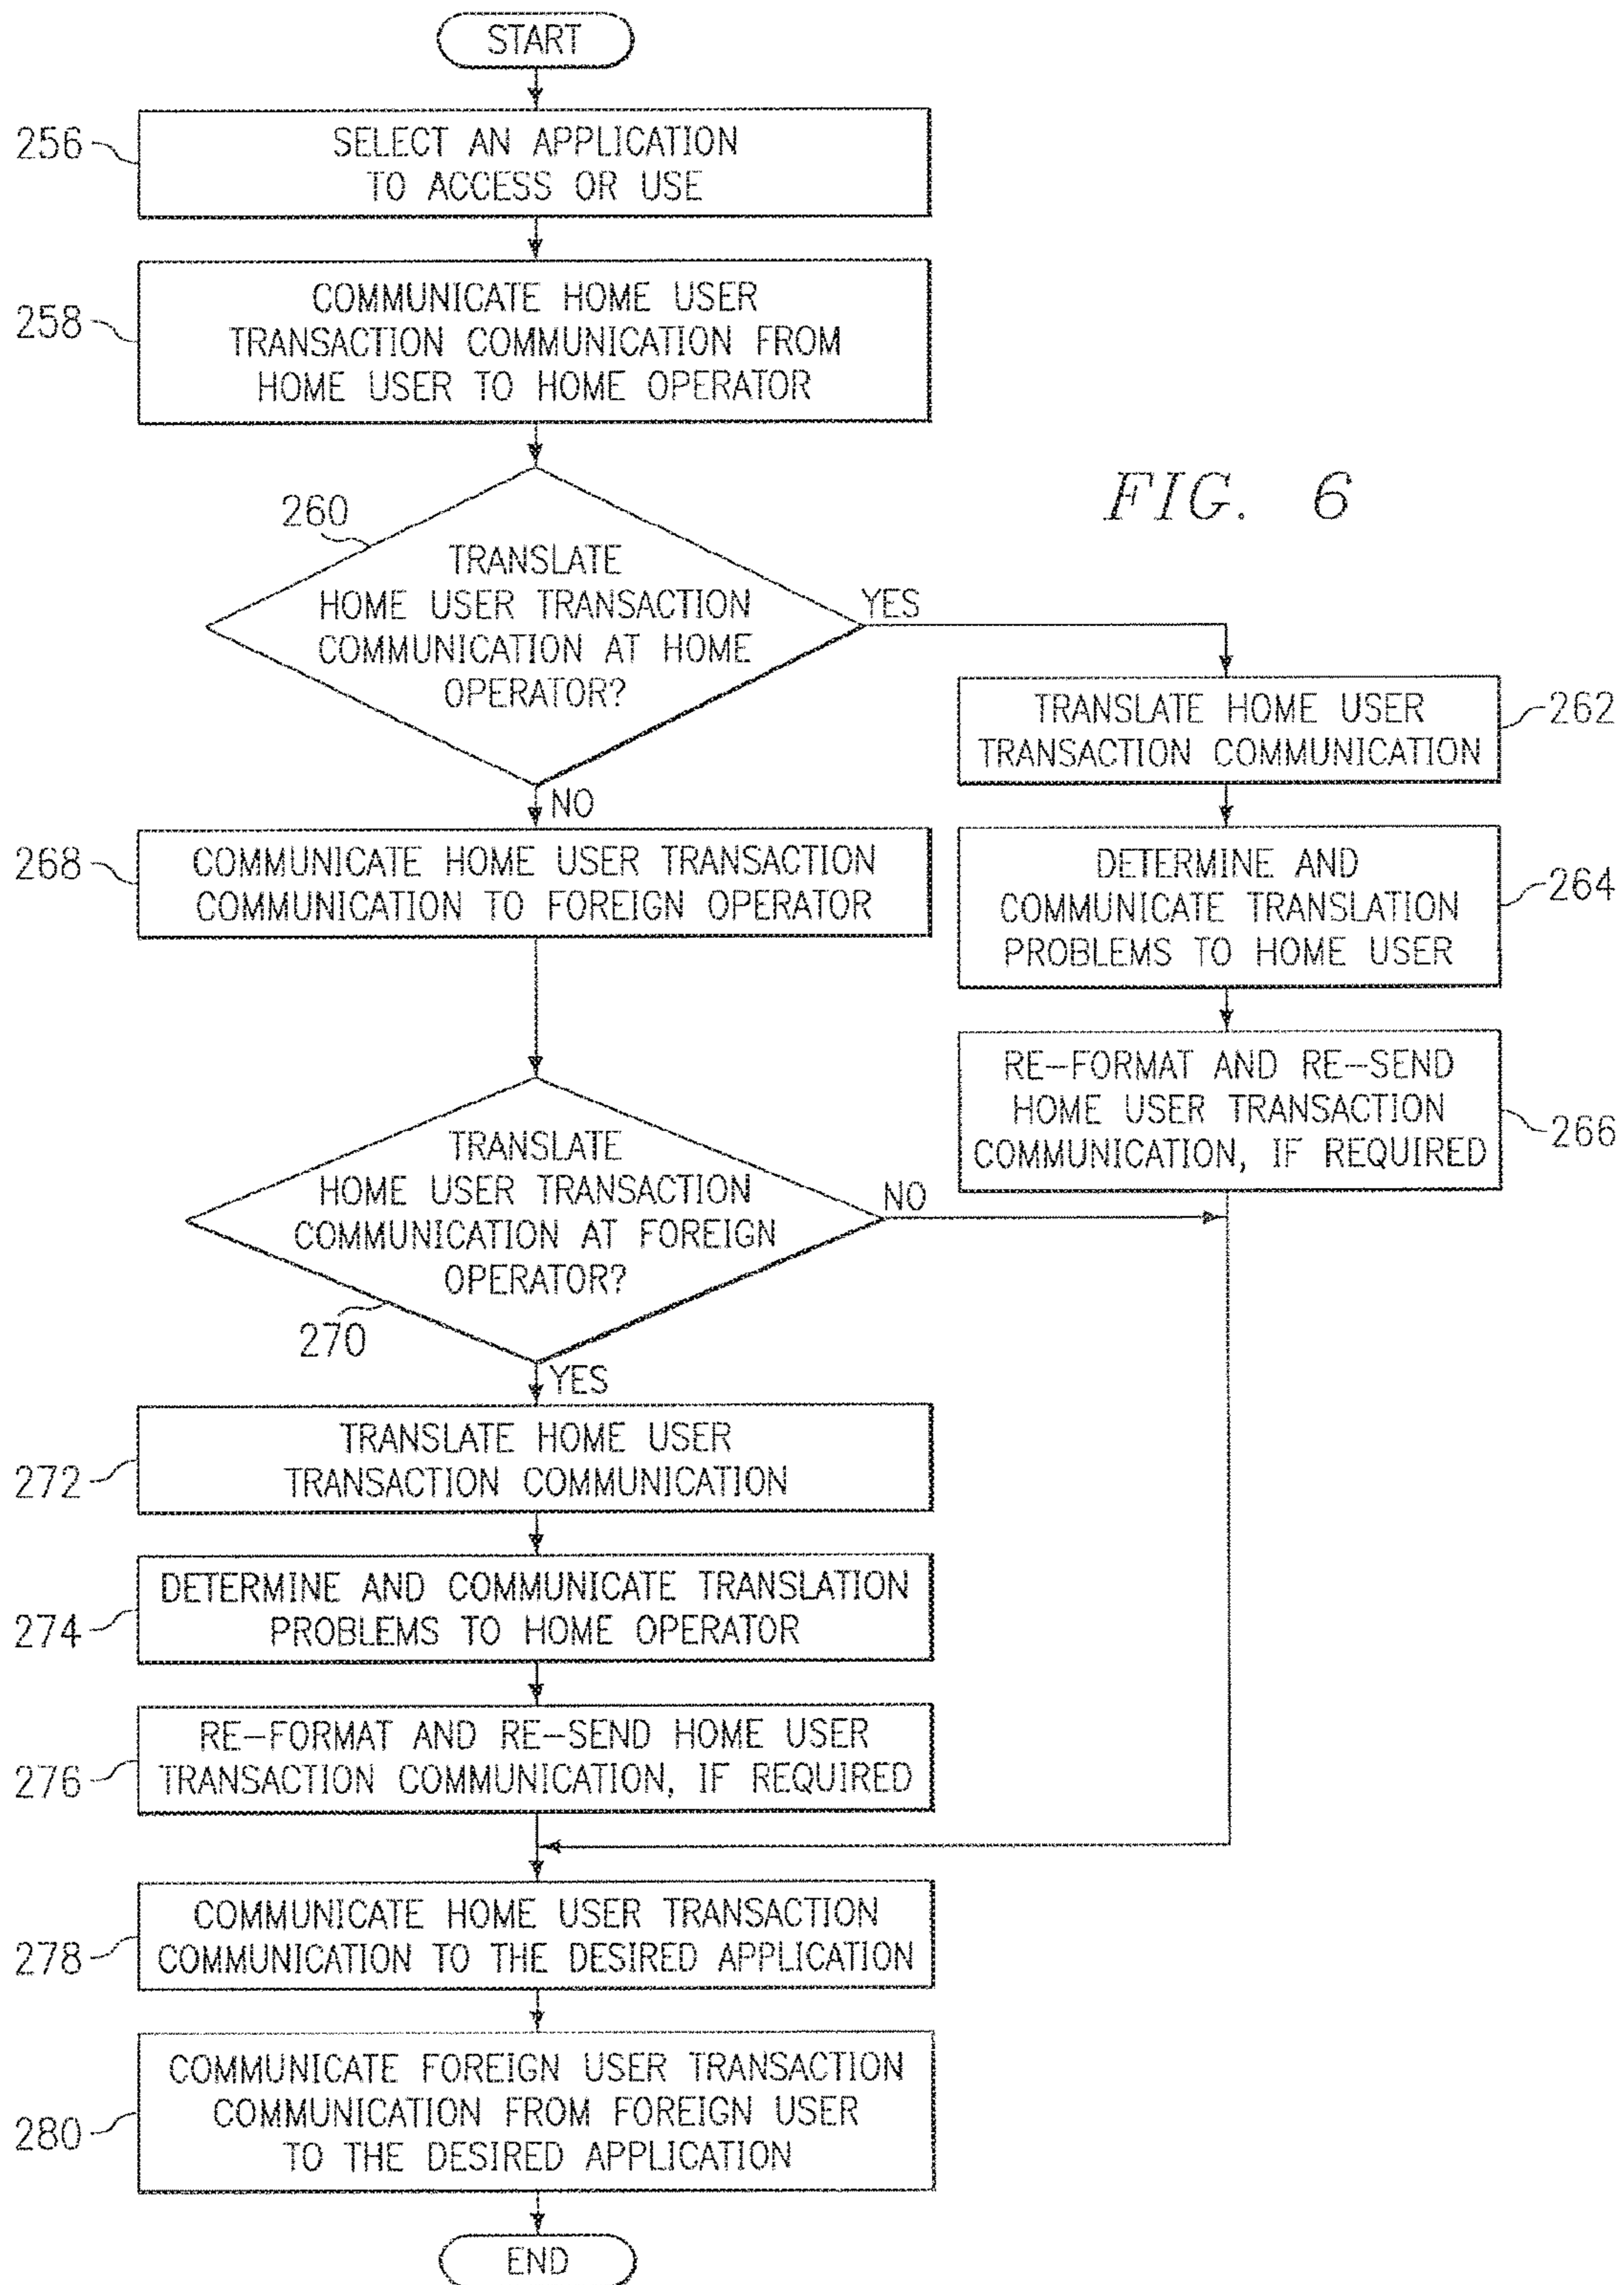 START
256
SELECT AN APPLICATION
TO ACCESS OR USE
258
COMMUNICATE HOME USER
TRANSACTION COMMUNICATION FROM
HOME USER TO HOME OPERATOR
FIG. 6
260
TRANSLATE
HOME USER TRANSACTION
COMMUNICATION AT HOME
OPERATOR?
YES
NO
262
TRANSLATE HOME USER
TRANSACTION COMMUNICATION
264
DETERMINE AND
COMMUNICATE TRANSLATION
PROBLEMS TO HOME USER
266
RE-FORMAT AND RE-SEND
HOME USER TRANSACTION
COMMUNICATION, IF REQUIRED
268
COMMUNICATE HOME USER TRANSACTION
COMMUNICATION TO FOREIGN OPERATOR
TRANSLATE
HOME USER TRANSACTION
COMMUNICATION AT FOREIGN
OPERATOR?
270
NO
YES
272
TRANSLATE HOME USER
TRANSACTION COMMUNICATION
274
DETERMINE AND COMMUNICATE TRANSLATION
PROBLEMS TO HOME OPERATOR
276
RE-FORMAT AND RE-SEND HOME USER
TRANSACTION COMMUNICATION, IF REQUIRED
278
COMMUNICATE HOME USER TRANSACTION
COMMUNICATION TO THE DESIRED APPLICATION
280
COMMUNICATE FOREIGN USER TRANSACTION
COMMUNICATION FROM FOREIGN USER
TO THE DESIRED APPLICATION
END